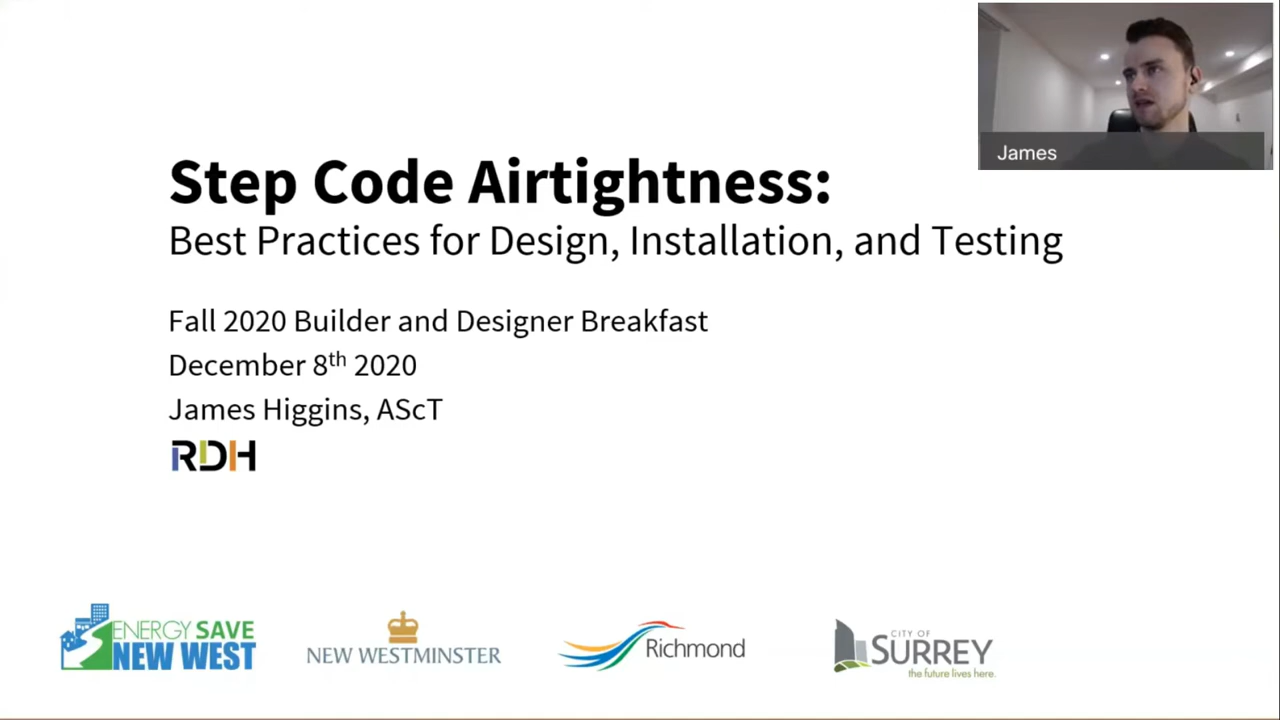 James
Step Code Airtightness:
Best Practices for Design, Installation, and Testing
Fall 2020 Builder and Designer Breakfast
December 8th 2020
James Higgins, AScT
RDH
ENERGY SAVE
NEW WEST
NEW WESTMINSTER
Richmond
CITY OF
SURREY
the future lives here.